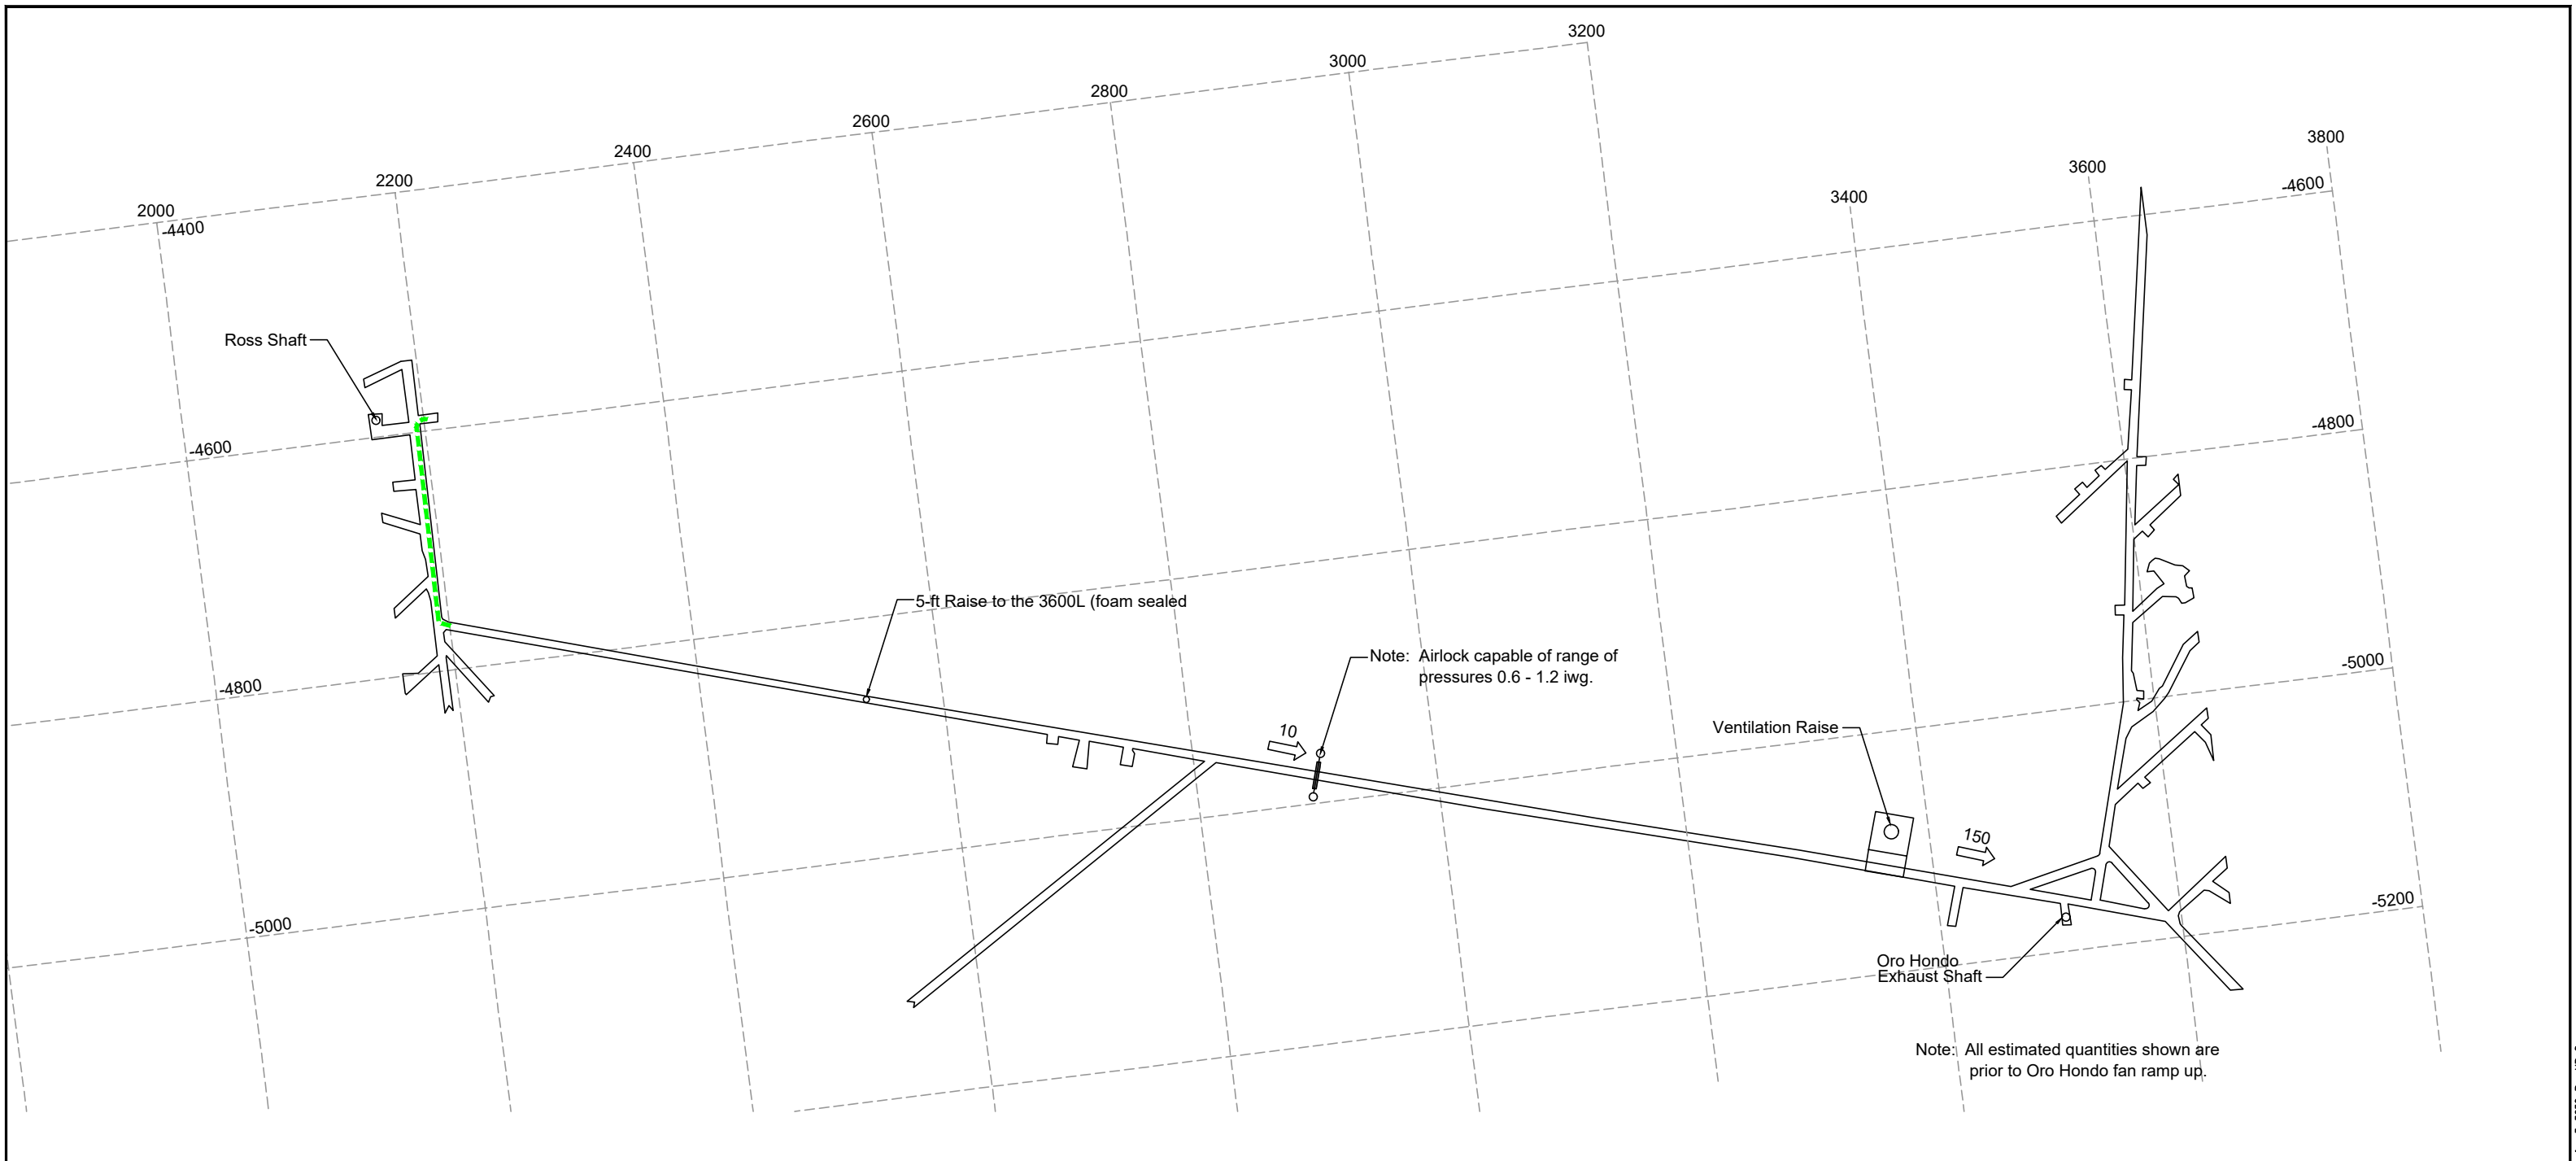 3200
3000
2800
2600
2400
2200
2000
-4400
3800
3600
3400
-4600
Ross Shaft
-4600
-4800
5-ft Raise to the 3600L (foam sealed
Note: Airlock capable of range of
pressures 0.6 - 1.2 iwg.
10
-4800
-5000
Ventilation Raise
150
-5000
-5200
Oro Hondo
Exhaust Shaft
Note: All estimated quantities shown are
prior to Oro Hondo fan ramp up.